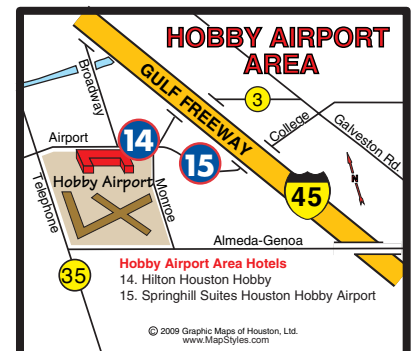 HOBBY AIRPORT
AREA
Broadway
GULF FREEWAY
3
College
Galveston Rd.
Airport
14
15
N
Hobby Airport
Telephone
Monroe
45
Almeda-Genoa
35
Hobby Airport Area Hotels
14. Hilton Houston Hobby
15. Springhill Suites Houston Hobby Airport
© 2009 Graphic Maps of Houston, Ltd.
www.MapStyles.com